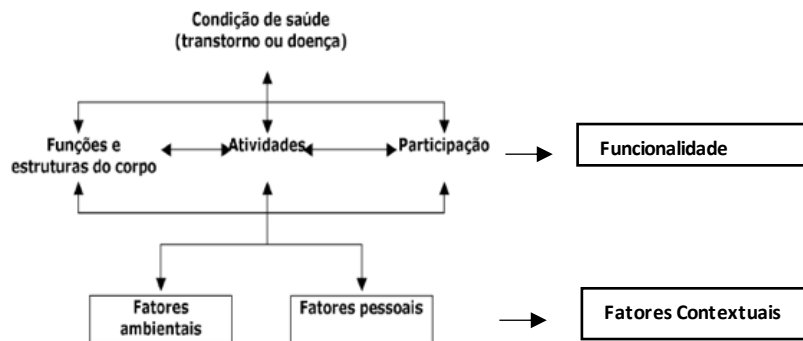 Condição de saúde
(transtorno ou doença)
Funções e
estruturas do corpo
Atividades
Participação
Funcionalidade
Fatores
ambientais
Fatores pessoais
Fatores Contextuais